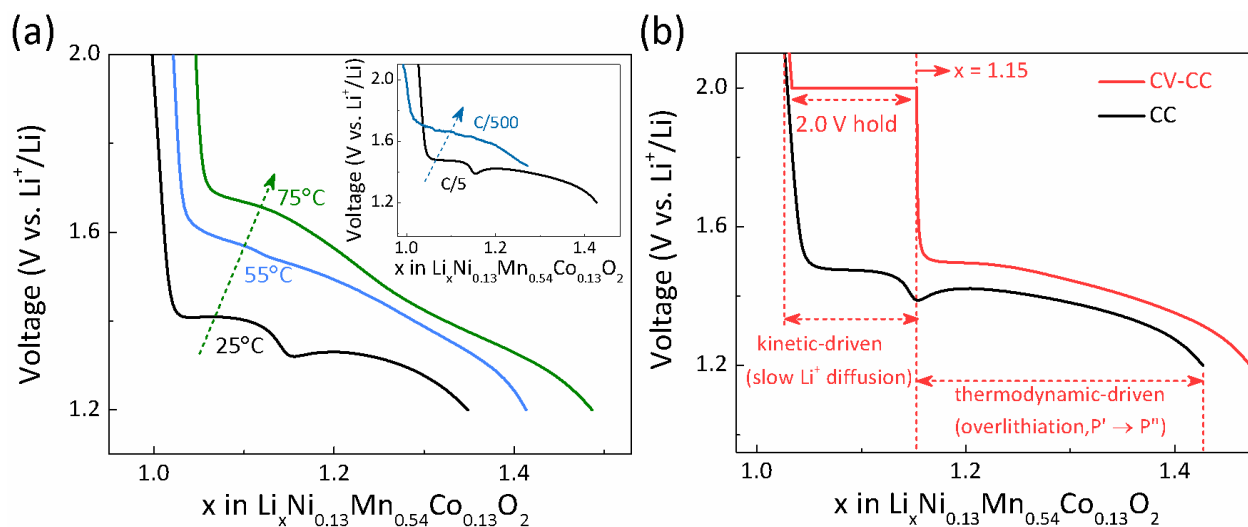 (a)
2.0
1.6
1.2
Voltage (V vs. Li⁺/Li)
75°C
55°C
25°C
1.0 1.2 1.4
x in LiₓNi₀.₁₃Mn₀.₅₄Co₀.₁₃O₂
2.0
1.6
1.2
Voltage (V vs. Li⁺/Li)
C/500
C/5
1.0 1.2 1.4
x in LiₓNi₀.₁₃Mn₀.₅₄Co₀.₁₃O₂
(b)
2.0
1.6
1.2
Voltage (V vs. Li⁺/Li)
x = 1.15
CV-CC
CC
2.0 V hold
kinetic-driven
(slow Li⁺ diffusion)
thermodynamic-driven
(overlithiation,P' → P")
1.0 1.2 1.4
x in LiₓNi₀.₁₃Mn₀.₅₄Co₀.₁₃O₂